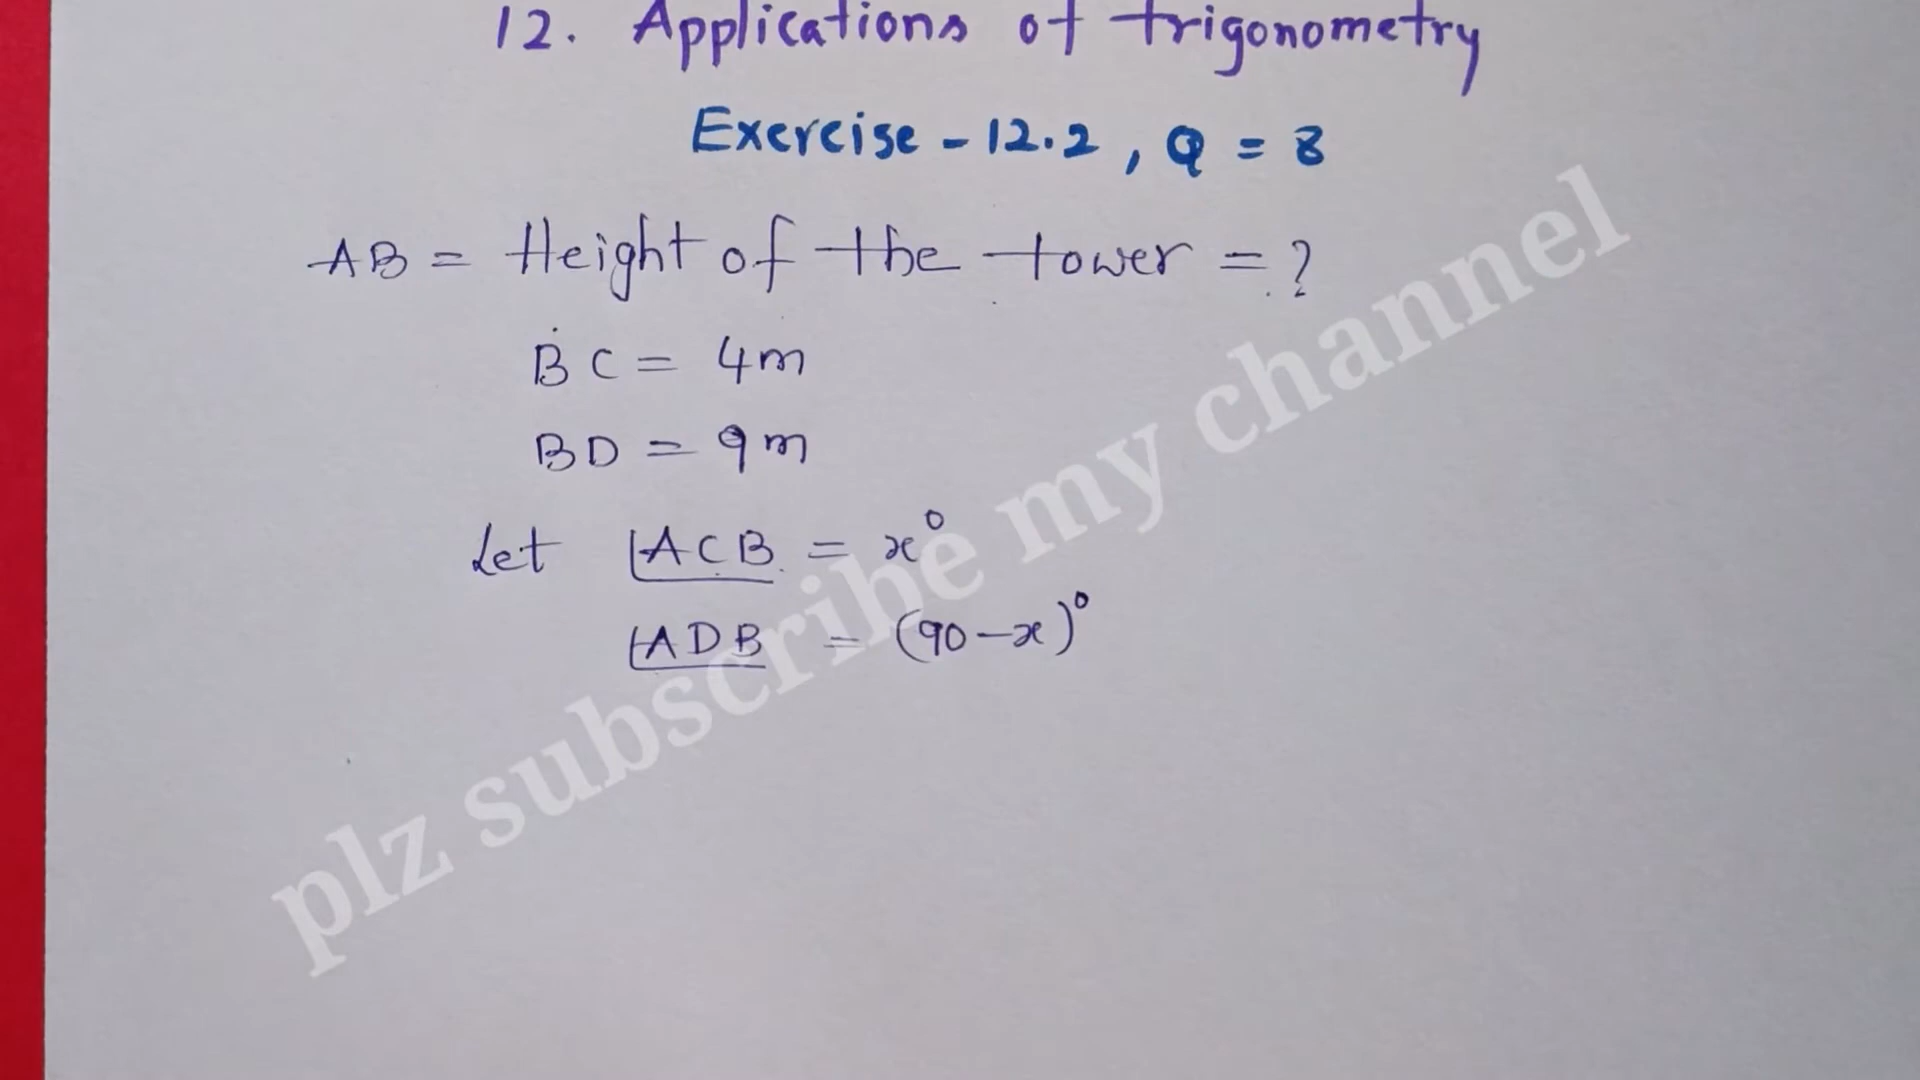 12. Applications of trigonometry
Exercise - 12.2, Q = 8
AB = Height of the tower = ?
BC = 4m
BD = 9m
Let ∠ACB = x°
∠ADB = (90-x)°
plz subscribe my channel